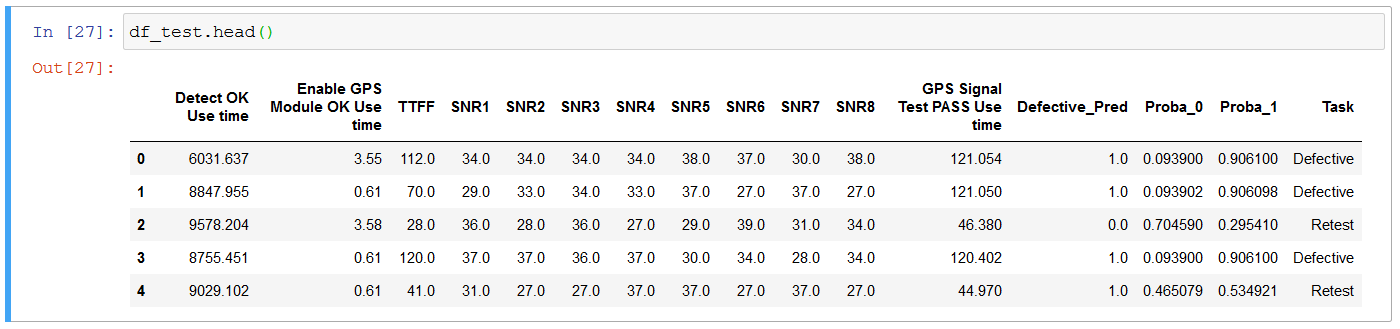 In [27]: df_test.head()
Out[27]:
Detect OK Use time Enable GPS Module OK Use time TTFF SNR1 SNR2 SNR3 SNR4 SNR5 SNR6 SNR7 SNR8 GPS Signal Test PASS Use time Defective_Pred Proba_0 Proba_1 Task
0 6031.637 3.55 112.0 34.0 34.0 34.0 34.0 38.0 37.0 30.0 38.0 121.054 1.0 0.093900 0.906100 Defective
1 8847.955 0.61 70.0 29.0 33.0 34.0 33.0 37.0 27.0 37.0 27.0 121.050 1.0 0.093902 0.906098 Defective
2 9578.204 3.58 28.0 36.0 28.0 36.0 27.0 29.0 39.0 31.0 34.0 46.380 0.0 0.704590 0.295410 Retest
3 8755.451 0.61 120.0 37.0 37.0 36.0 37.0 30.0 34.0 28.0 34.0 120.402 1.0 0.093900 0.906100 Defective
4 9029.102 0.61 41.0 31.0 27.0 27.0 37.0 37.0 27.0 37.0 27.0 44.970 1.0 0.465079 0.534921 Retest